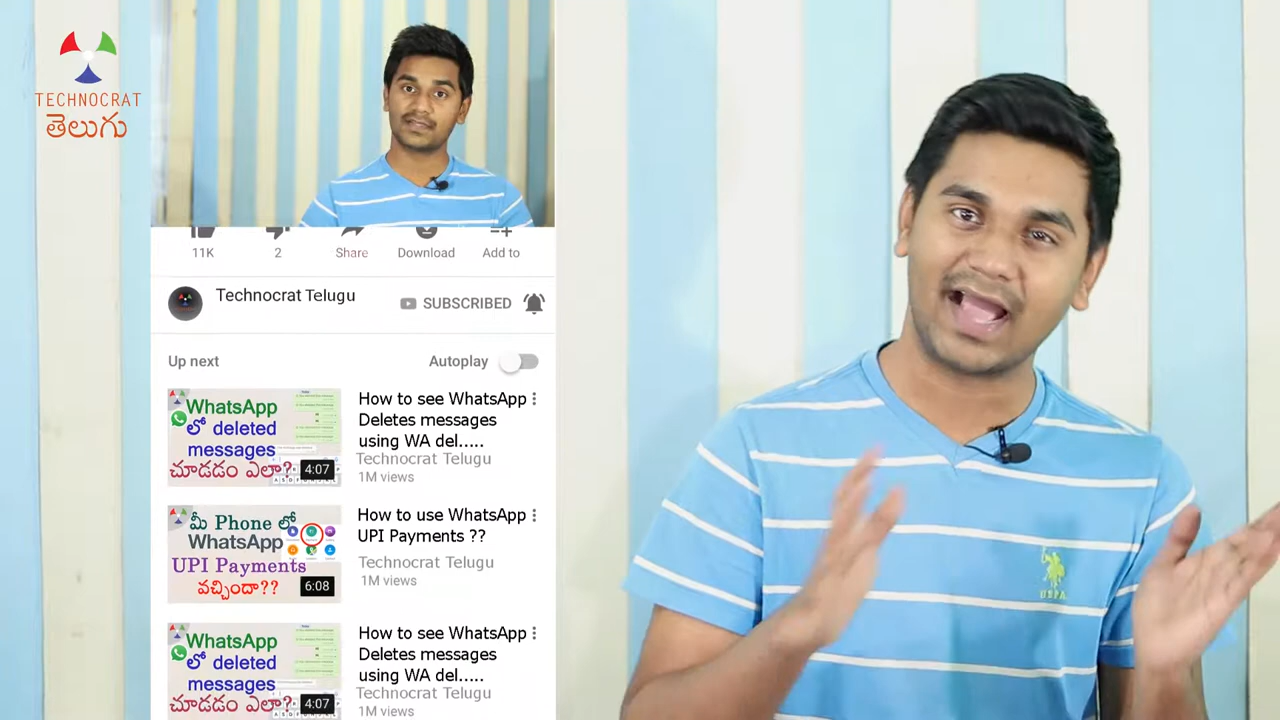 TECHNOCRAT
తెలుగు
11K
2
Share
Download
Add to
Technocrat Telugu
SUBSCRIBED
Up next
Autoplay
WhatsApp
లో deleted
messages
చూడడం ఎలా?
4:07
How to see WhatsApp
Deletes messages
using WA del.....
Technocrat Telugu
1M views
మీ Phone లో
WhatsApp
UPI Payments
వచ్చిందా??
6:08
How to use WhatsApp
UPI Payments ??
Technocrat Telugu
1M views
WhatsApp
లో deleted
messages
చూడడం ఎలా?
4:07
How to see WhatsApp
Deletes messages
using WA del.....
Technocrat Telugu
1M views
USPA